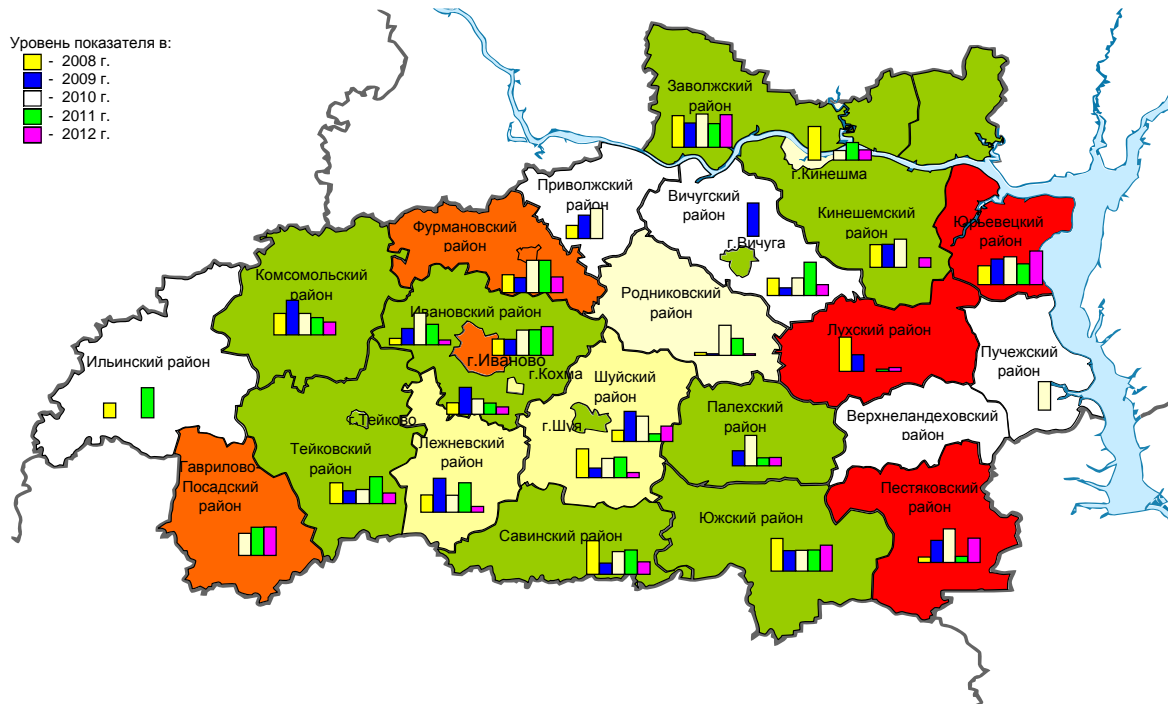 Уровень показателя в:
- 2008 г.
- 2009 г.
- 2010 г.
- 2011 г.
- 2012 г.
Заволжский
район
г.Кинешма
Приволжский
район
Вичугский
район
г.Вичуга
Кинешемский
район
Юрьевецкий
район
Фурмановский
район
Комсомольский
район
Ивановский район
г.Иваново
г.Кохма
Родниковский
район
Лухский район
Пучежский
район
Ильинский район
Шуйский
район
г.Шуя
Палехский
район
Верхнеландеховский
район
г.Тейково
Тейковский
район
Лежневский
район
Гаврилово-
Посадский
район
Савинский район
Южский район
Пестяковский
район